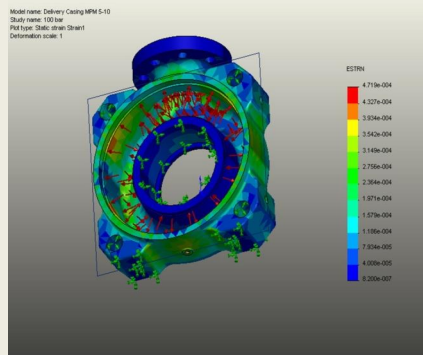 Model name: Delivery Casing MPM 5-10
Study name: 100 bar
Plot type: Static strain Strain1
Deformation scale: 1
ESTRN
4.719e-004
4.327e-004
3.934e-004
3.542e-004
3.149e-004
2.756e-004
2.364e-004
1.971e-004
1.579e-004
1.186e-004
7.934e-005
4.008e-005
8.200e-007